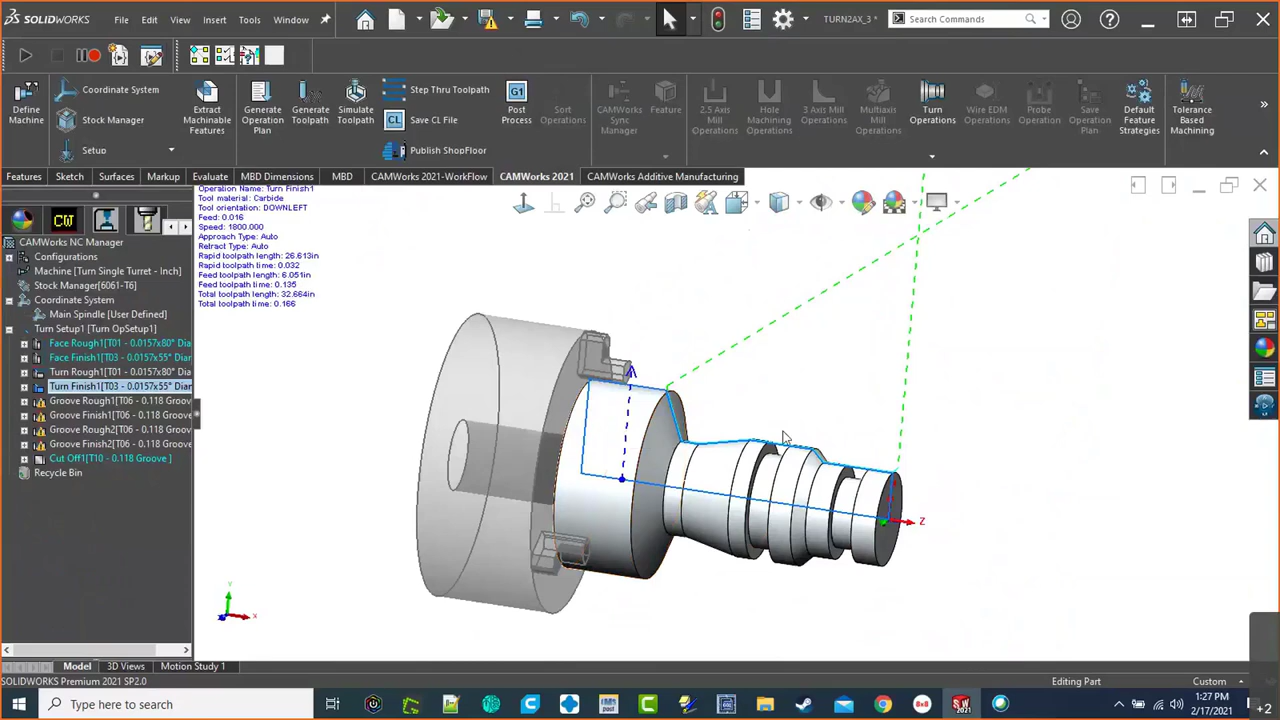 SOLIDWORKS
File
Edit
View
Insert
Tools
Window
TURN2AX_3 *
Search Commands
Define
Machine
Coordinate System
Stock Manager
Setup
Extract
Machinable
Features
Generate
Operation
Plan
Generate
Toolpath
Simulate
Toolpath
Step Thru Toolpath
Save CL File
Publish ShopFloor
G1
Post
Process
Sort
Operations
CAMWorks
Sync
Manager
Feature
2.5 Axis
Mill
Operations
Hole
Machining
Operations
3 Axis Mill
Operations
Multiaxis
Mill
Operations
Turn
Operations
Wire EDM
Operations
Probe
Operation
Save
Operation
Plan
Default
Feature
Strategies
Tolerance
Based
Machining
Features
Sketch
Surfaces
Markup
Evaluate
MBD Dimensions
MBD
CAMWorks 2021-WorkFlow
CAMWorks 2021
CAMWorks Additive Manufacturing
Operation Name: Turn Finish1
Tool material: Carbide
Tool orientation: DOWNLEFT
Feed: 0.016
Speed: 1800.000
Approach Type: Auto
Retract Type: Auto
Rapid toolpath length: 26.613in
Rapid toolpath time: 0.032
Feed toolpath length: 6.051in
Feed toolpath time: 0.135
Total toolpath length: 32.664in
Total toolpath time: 0.166
CW
CAMWorks NC Manager
Configurations
Machine [Turn Single Turret - Inch]
Stock Manager[6061-T6]
Coordinate System
Main Spindle [User Defined]
Turn Setup1 [Turn OpSetup1]
Face Rough1[T01 - 0.0157x80° Dia
Face Finish1[T03 - 0.0157x55° Dia
Turn Rough1[T01 - 0.0157x80° Dia
Turn Finish1[T03 - 0.0157x55° Diar
Groove Rough1[T06 - 0.118 Groove
Groove Finish1[T06 - 0.118 Groove
Groove Rough2[T06 - 0.118 Groove
Groove Finish2[T06 - 0.118 Groove
Cut Off1[T10 - 0.118 Groove ]
Recycle Bin
Z
Y
X
Model
3D Views
Motion Study 1
SOLIDWORKS Premium 2021 SP2.0
Editing Part
Custom
Type here to search
1:27 PM
2/17/2021
+2